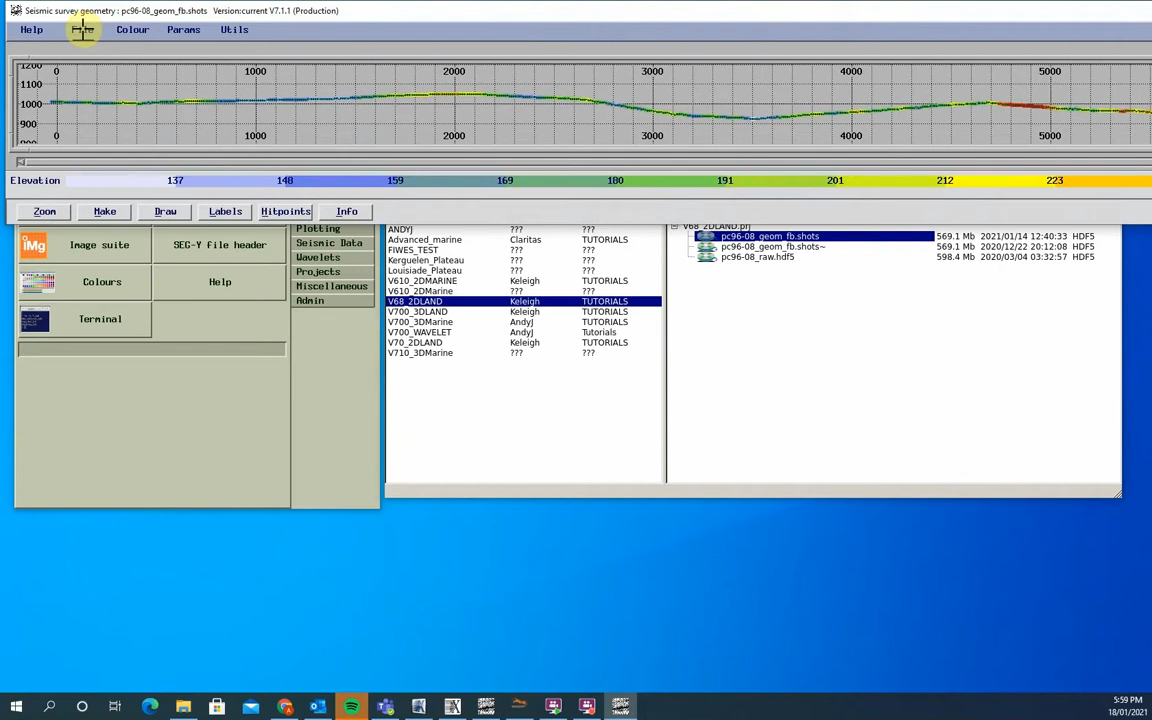 Seismic survey geometry : pc96-08_geom_fb.shots Version:current V7.1.1 (Production)
Help File Colour Params Utils
1200 0 1000 2000 3000 4000 5000
1100
1000
900
0 1000 2000 3000 4000 5000
Elevation 137 148 159 169 180 191 201 212 223
Zoom Make Draw Labels Hitpoints Info
Image suite SEG-Y file header
Colours Help
Terminal
Plotting
Seismic Data
Wavelets
Projects
Miscellaneous
Admin
ANDYJ ??? ???
Advanced_marine Claritas TUTORIALS
FIWES_TEST ??? ???
Kerguelen_Plateau ??? ???
Louisiade_Plateau ??? ???
V610_2DMARINE Keleigh TUTORIALS
V610_2DMarine ??? ???
V68_2DLAND Keleigh TUTORIALS
V700_3DLAND Keleigh TUTORIALS
V700_3DMarine AndyJ TUTORIALS
V700_WAVELET AndyJ Tutorials
V70_2DLAND Keleigh TUTORIALS
V710_3DMarine ??? ???
V68_2DLAND.prj
pc96-08_geom_fb.shots 569.1 Mb 2021/01/14 12:40:33 HDF5
pc96-08_geom_fb.shots~ 569.1 Mb 2020/12/22 20:12:08 HDF5
pc96-08_raw.hdf5 598.4 Mb 2020/03/04 03:32:57 HDF5
5:59 PM
18/01/2021